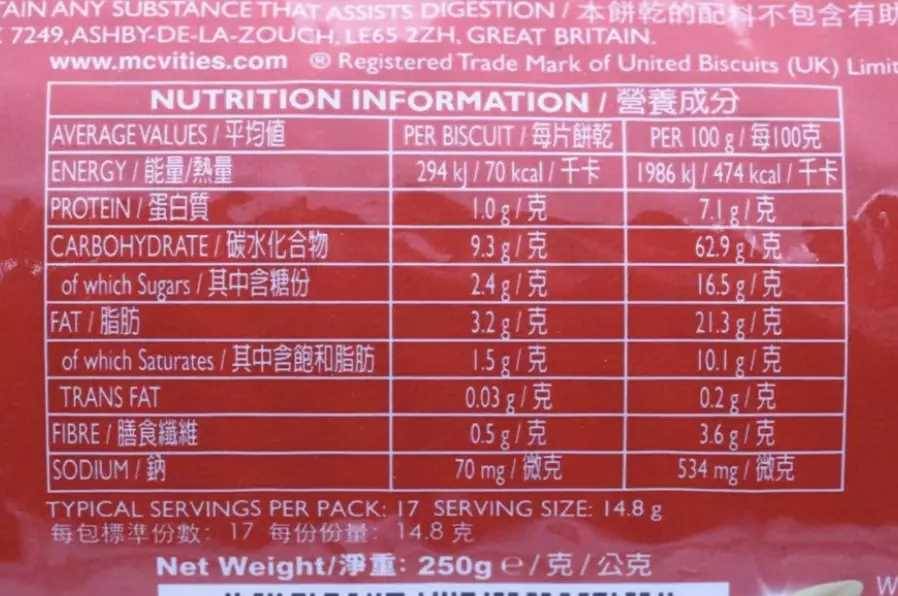 TAIN ANY SUBSTANCE THAT ASSISTS DIGESTION / 本餅乾的配料不包含有助
7249, ASHBY-DE-LA-ZOUCH, LE65 2ZH, GREAT BRITAIN.
www.mcvities.com ® Registered Trade Mark of United Biscuits (UK) Limit
NUTRITION INFORMATION / 營養成分
AVERAGE VALUES / 平均值 PER BISCUIT / 每片餅乾 PER 100 g / 每100克
ENERGY / 能量/熱量 294 kJ / 70 kcal / 千卡 1986 kJ / 474 kcal / 千卡
PROTEIN / 蛋白質 1.0 g / 克 7.1 g / 克
CARBOHYDRATE / 碳水化合物 9.3 g / 克 62.9 g / 克
of which Sugars / 其中含糖份 2.4 g / 克 16.5 g / 克
FAT / 脂肪 3.2 g / 克 21.3 g / 克
of which Saturates / 其中含飽和脂肪 1.5 g / 克 10.1 g / 克
TRANS FAT 0.03 g / 克 0.2 g / 克
FIBRE / 膳食纖維 0.5 g / 克 3.6 g / 克
SODIUM / 鈉 70 mg / 微克 534 mg / 微克
TYPICAL SERVINGS PER PACK: 17 SERVING SIZE: 14.8 g
每包標準份數: 17 每份份量: 14.8 克
Net Weight/淨重: 250g ℮ / 克 / 公克
W